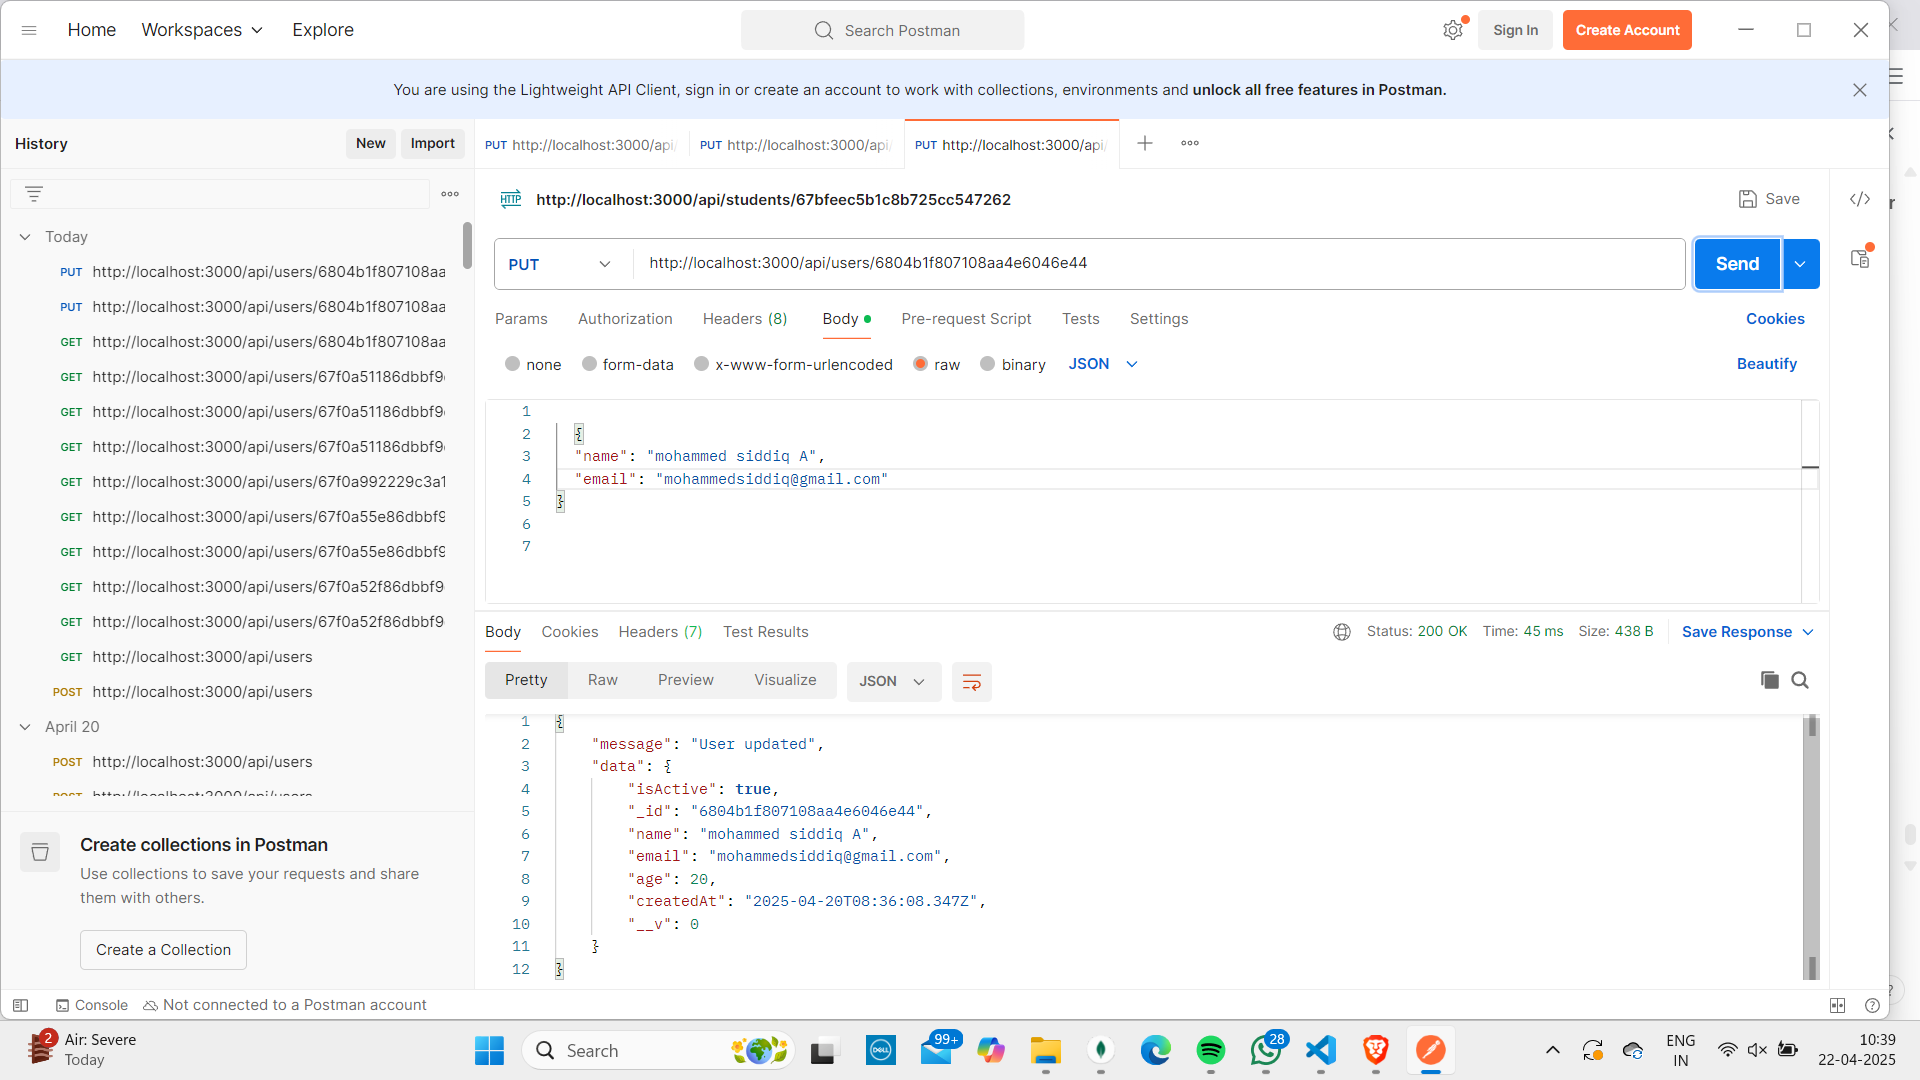 Home Workspaces Explore
Search Postman
Sign In Create Account
You are using the Lightweight API Client, sign in or create an account to work with collections, environments and unlock all free features in Postman.
History New Import
PUT http://localhost:3000/api/ PUT http://localhost:3000/api/ PUT http://localhost:3000/api/
HTTP http://localhost:3000/api/students/67bfeec5b1c8b725cc547262 Save
Today
PUT http://localhost:3000/api/users/6804b1f807108aa
PUT http://localhost:3000/api/users/6804b1f807108aa
GET http://localhost:3000/api/users/6804b1f807108aa
GET http://localhost:3000/api/users/67f0a51186dbbf9
GET http://localhost:3000/api/users/67f0a51186dbbf9
GET http://localhost:3000/api/users/67f0a51186dbbf9
GET http://localhost:3000/api/users/67f0a992229c3a1
GET http://localhost:3000/api/users/67f0a55e86dbbf9
GET http://localhost:3000/api/users/67f0a55e86dbbf9
GET http://localhost:3000/api/users/67f0a52f86dbbf9
GET http://localhost:3000/api/users/67f0a52f86dbbf9
GET http://localhost:3000/api/users
POST http://localhost:3000/api/users
April 20
POST http://localhost:3000/api/users
POST http://localhost:3000/api/users
Create collections in Postman
Use collections to save your requests and share
them with others.
Create a Collection
PUT http://localhost:3000/api/users/6804b1f807108aa4e6046e44 Send
Params Authorization Headers (8) Body Pre-request Script Tests Settings Cookies
none form-data x-www-form-urlencoded raw binary JSON Beautify
1
2 {
3 "name": "mohammed siddiq A",
4 "email": "mohammedsiddiq@gmail.com"
5 }
6
7
Body Cookies Headers (7) Test Results Status: 200 OK Time: 45 ms Size: 438 B Save Response
Pretty Raw Preview Visualize JSON
1 {
2 "message": "User updated",
3 "data": {
4 "isActive": true,
5 "_id": "6804b1f807108aa4e6046e44",
6 "name": "mohammed siddiq A",
7 "email": "mohammedsiddiq@gmail.com",
8 "age": 20,
9 "createdAt": "2025-04-20T08:36:08.347Z",
10 "__v": 0
11 }
12 }
Console Not connected to a Postman account
2 Air: Severe
Today
Search
DELL
99+
28
ENG
IN
10:39
22-04-2025